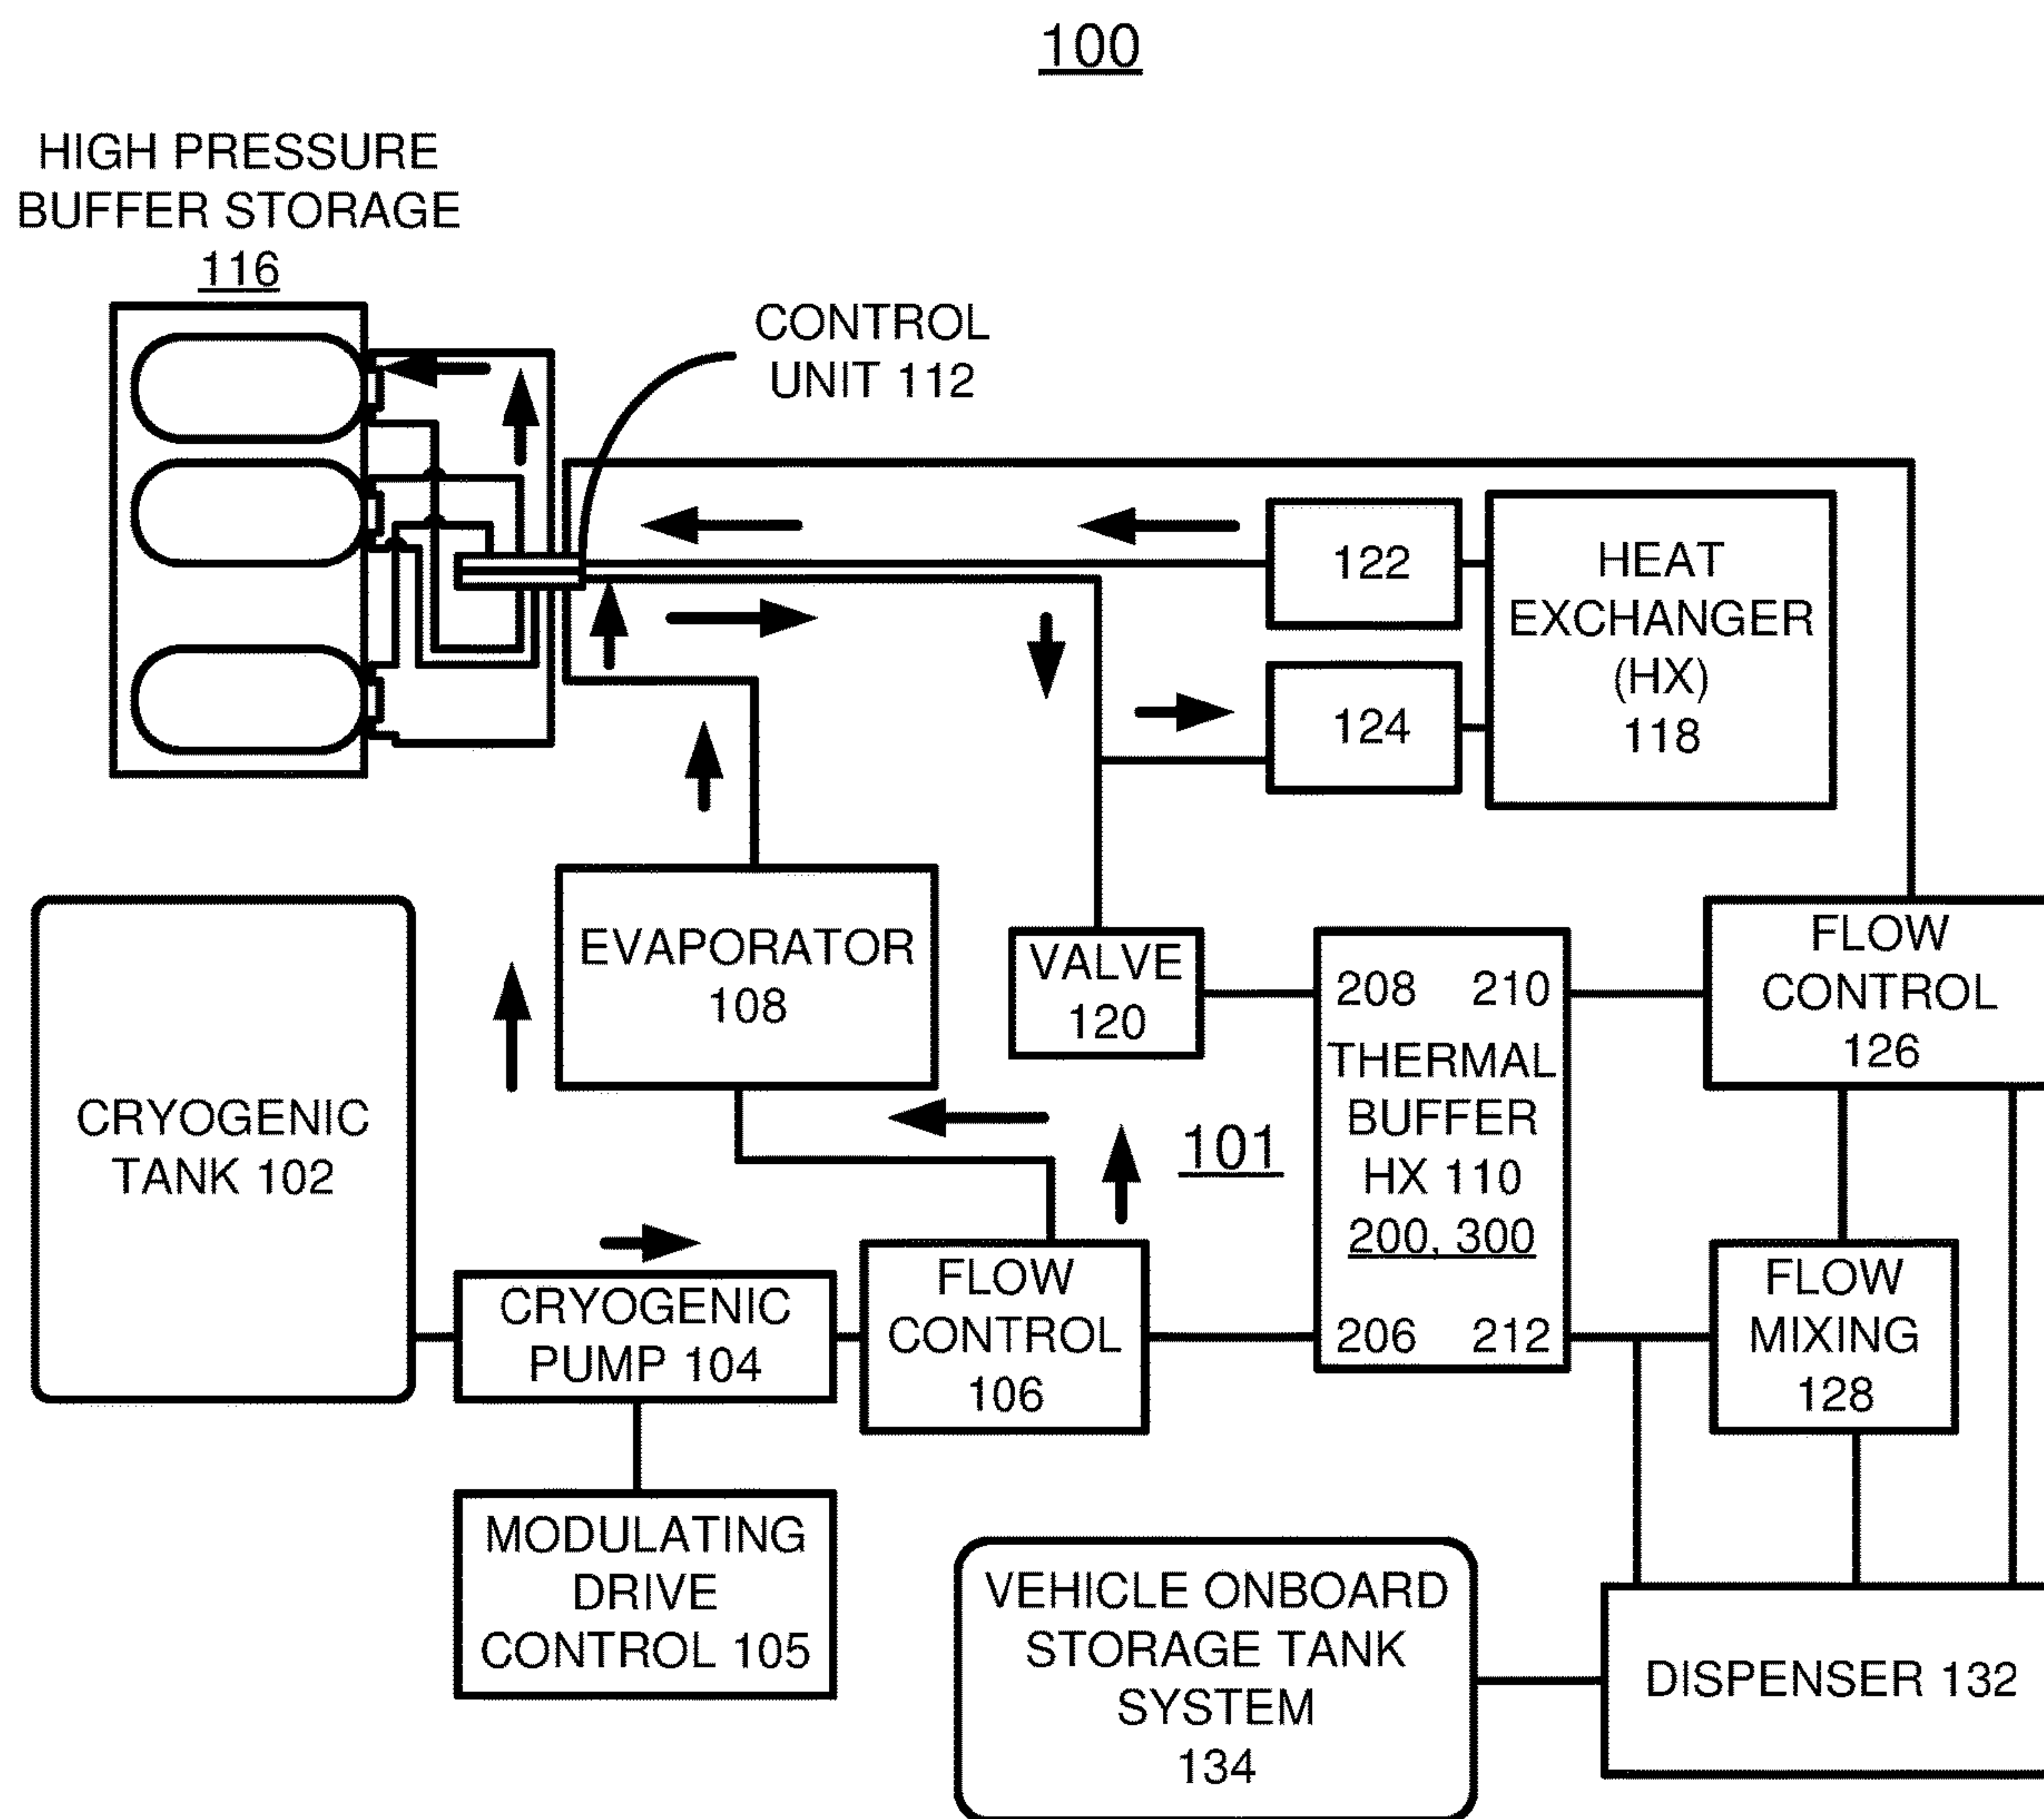 100
HIGH PRESSURE
BUFFER STORAGE
116
CONTROL
UNIT 112
122
124
HEAT
EXCHANGER
(HX)
118
EVAPORATOR
108
VALVE
120
208 210
THERMAL
BUFFER
HX 110
200, 300
206 212
FLOW
CONTROL
126
CRYOGENIC
TANK 102
101
CRYOGENIC
PUMP 104
FLOW
CONTROL
106
FLOW
MIXING
128
MODULATING
DRIVE
CONTROL 105
VEHICLE ONBOARD
STORAGE TANK
SYSTEM
134
DISPENSER 132